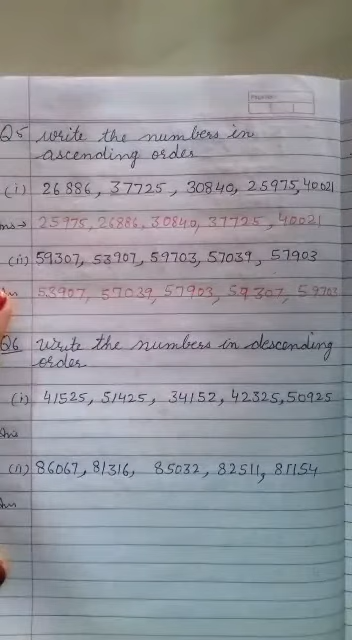 Q5 write the numbers in
ascending order
(i) 26886, 37725, 30840, 25975, 40021
Ans → 25975, 26886, 30840, 37725, 40021
(ii) 59307, 53907, 59703, 57039, 57903
53907, 57039, 57903, 59307, 59703
Q6 Write the numbers in descending
order
(i) 41525, 51425, 34152, 42325, 50925
Ans
(ii) 86067, 81316, 85032, 82511, 81154
Ans